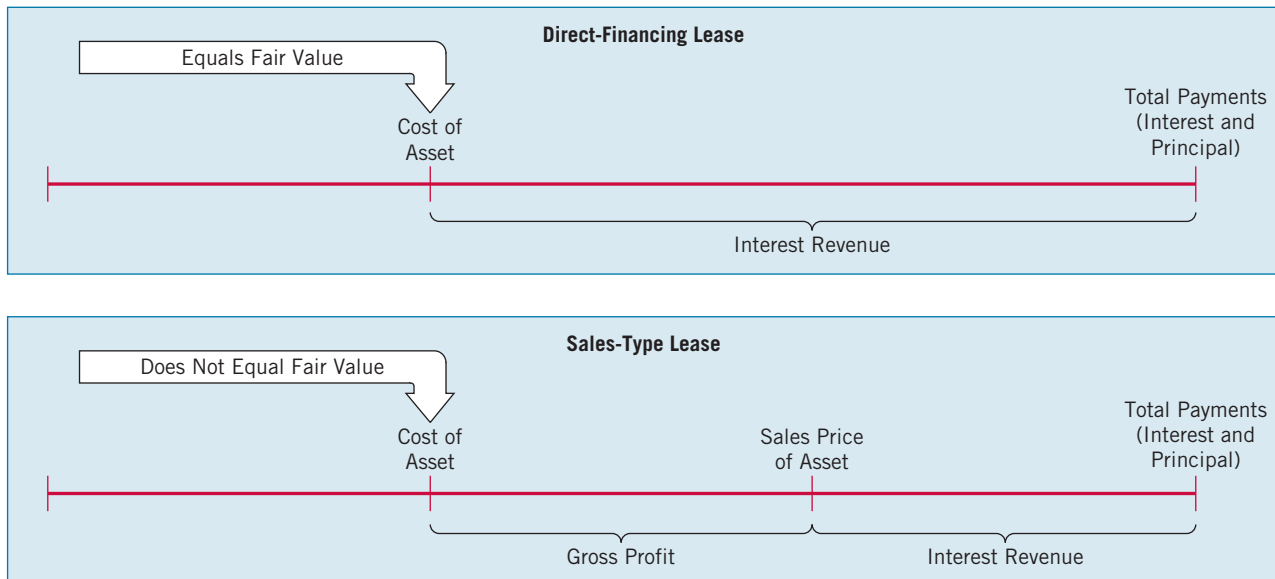 Direct-Financing Lease
Equals Fair Value
Cost of
Asset
Total Payments
(Interest and
Principal)
Interest Revenue
Sales-Type Lease
Does Not Equal Fair Value
Cost of
Asset
Sales Price
of Asset
Total Payments
(Interest and
Principal)
Gross Profit
Interest Revenue